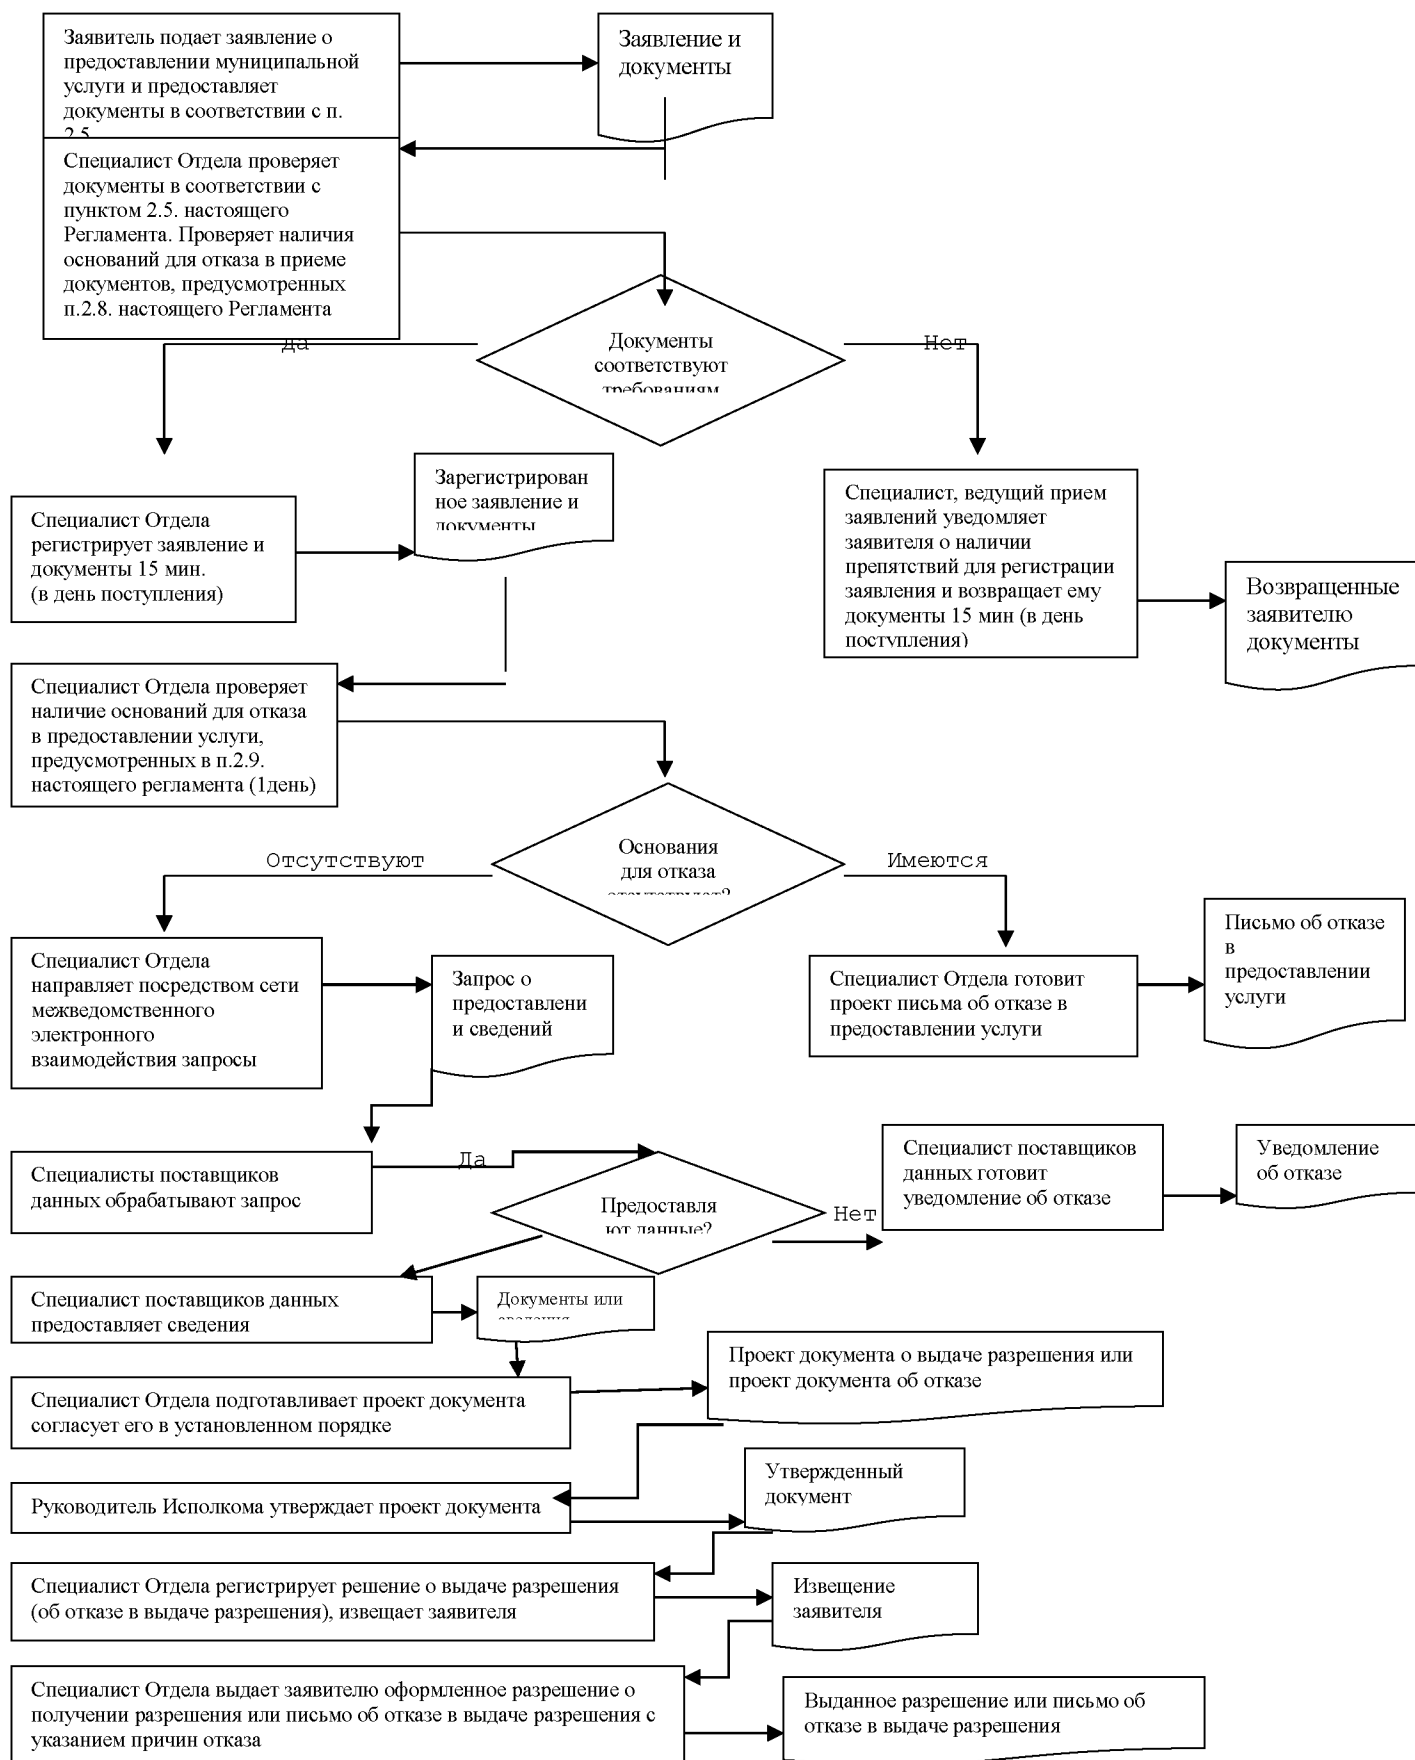 Заявитель подает заявление о
предоставлении муниципальной
услуги и предоставляет
документы в соответствии с п.
2.5.
Заявление и
документы
Специалист Отдела проверяет
документы в соответствии с
пунктом 2.5. настоящего
Регламента. Проверяет наличия
оснований для отказа в приеме
документов, предусмотренных
п.2.8. настоящего Регламента
да
Документы
соответствуют
требованиям
Нет
Зарегистрирован
ное заявление и
документы
Специалист Отдела
регистрирует заявление и
документы 15 мин.
(в день поступления)
Специалист, ведущий прием
заявлений уведомляет
заявителя о наличии
препятствий для регистрации
заявления и возвращает ему
документы 15 мин (в день
поступления)
Возвращенные
заявителю
документы
Специалист Отдела проверяет
наличие оснований для отказа
в предоставлении услуги,
предусмотренных в п.2.9.
настоящего регламента (1день)
Отсутствуют
Основания
для отказа
Имеются
Специалист Отдела
направляет посредством сети
межведомственного
электронного
взаимодействия запросы
Запрос о
предоставлени
и сведений
Специалист Отдела готовит
проект письма об отказе в
предоставлении услуги
Письмо об отказе
в
предоставлении
услуги
Специалисты поставщиков
данных обрабатывают запрос
Да
Предоставля
ют данные?
Нет
Специалист поставщиков
данных готовит
уведомление об отказе
Уведомление
об отказе
Специалист поставщиков данных
предоставляет сведения
Документы или
Специалист Отдела подготавливает проект документа
согласует его в установленном порядке
Проект документа о выдаче разрешения или
проект документа об отказе
Руководитель Исполкома утверждает проект документа
Утвержденный
документ
Специалист Отдела регистрирует решение о выдаче разрешения
(об отказе в выдаче разрешения), извещает заявителя
Извещение
заявителя
Специалист Отдела выдает заявителю оформленное разрешение о
получении разрешения или письмо об отказе в выдаче разрешения с
указанием причин отказа
Выданное разрешение или письмо об
отказе в выдаче разрешения